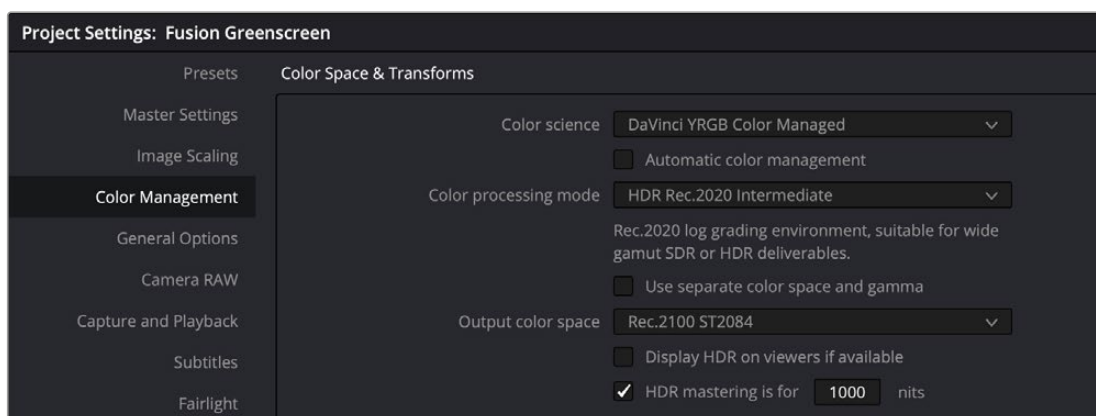 Project Settings: Fusion Greenscreen
Presets
Master Settings
Image Scaling
Color Management
General Options
Camera RAW
Capture and Playback
Subtitles
Fairlight
Color Space & Transforms
Color science DaVinci YRGB Color Managed
Automatic color management
Color processing mode HDR Rec.2020 Intermediate
Rec.2020 log grading environment, suitable for wide
gamut SDR or HDR deliverables.
Use separate color space and gamma
Output color space Rec.2100 ST2084
Display HDR on viewers if available
HDR mastering is for 1000 nits